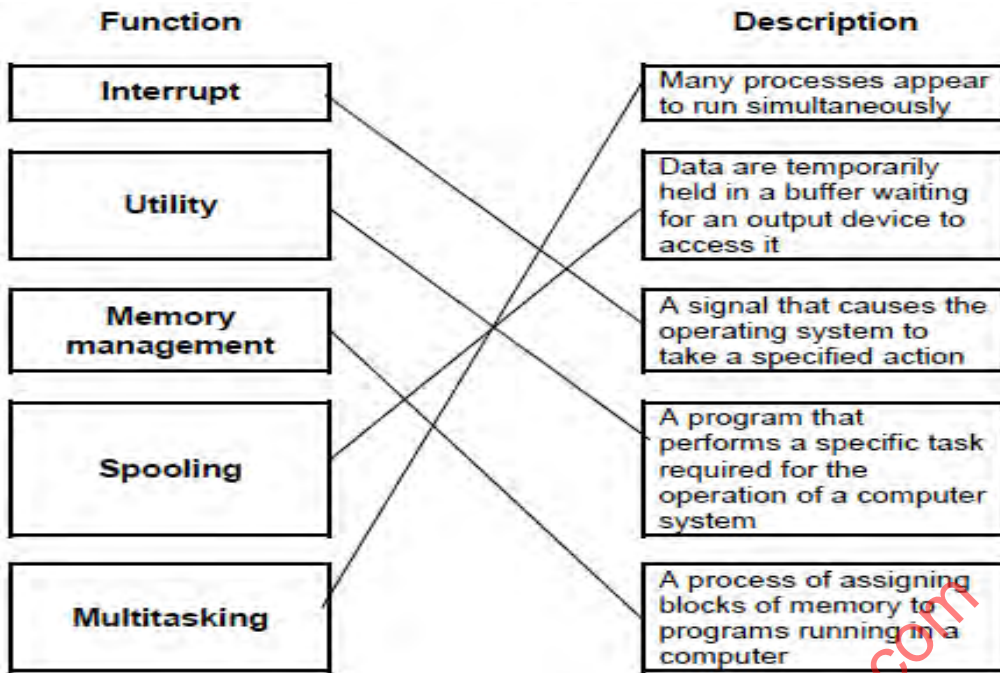 Function
Description
Interrupt
Many processes appear
to run simultaneously
Utility
Data are temporarily
held in a buffer waiting
for an output device to
access it
Memory
management
A signal that causes the
operating system to
take a specified action
Spooling
A program that
performs a specific task
required for the
operation of a computer
system
Multitasking
A process of assigning
blocks of memory to
programs running in a
computer
com